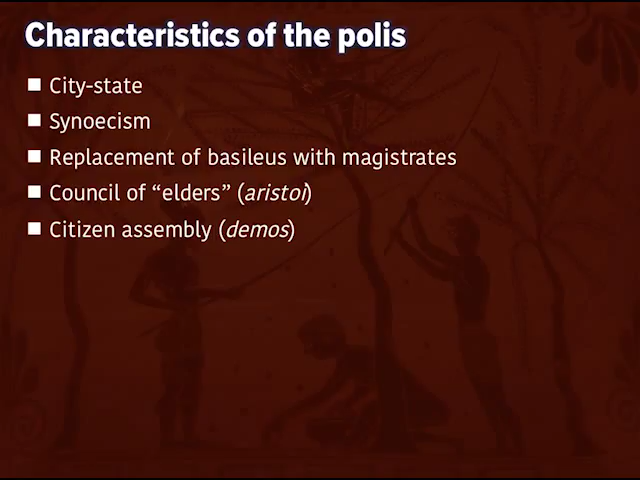 Characteristics of the polis
■ City-state
■ Synoecism
■ Replacement of basileus with magistrates
■ Council of “elders” (aristoi)
■ Citizen assembly (demos)